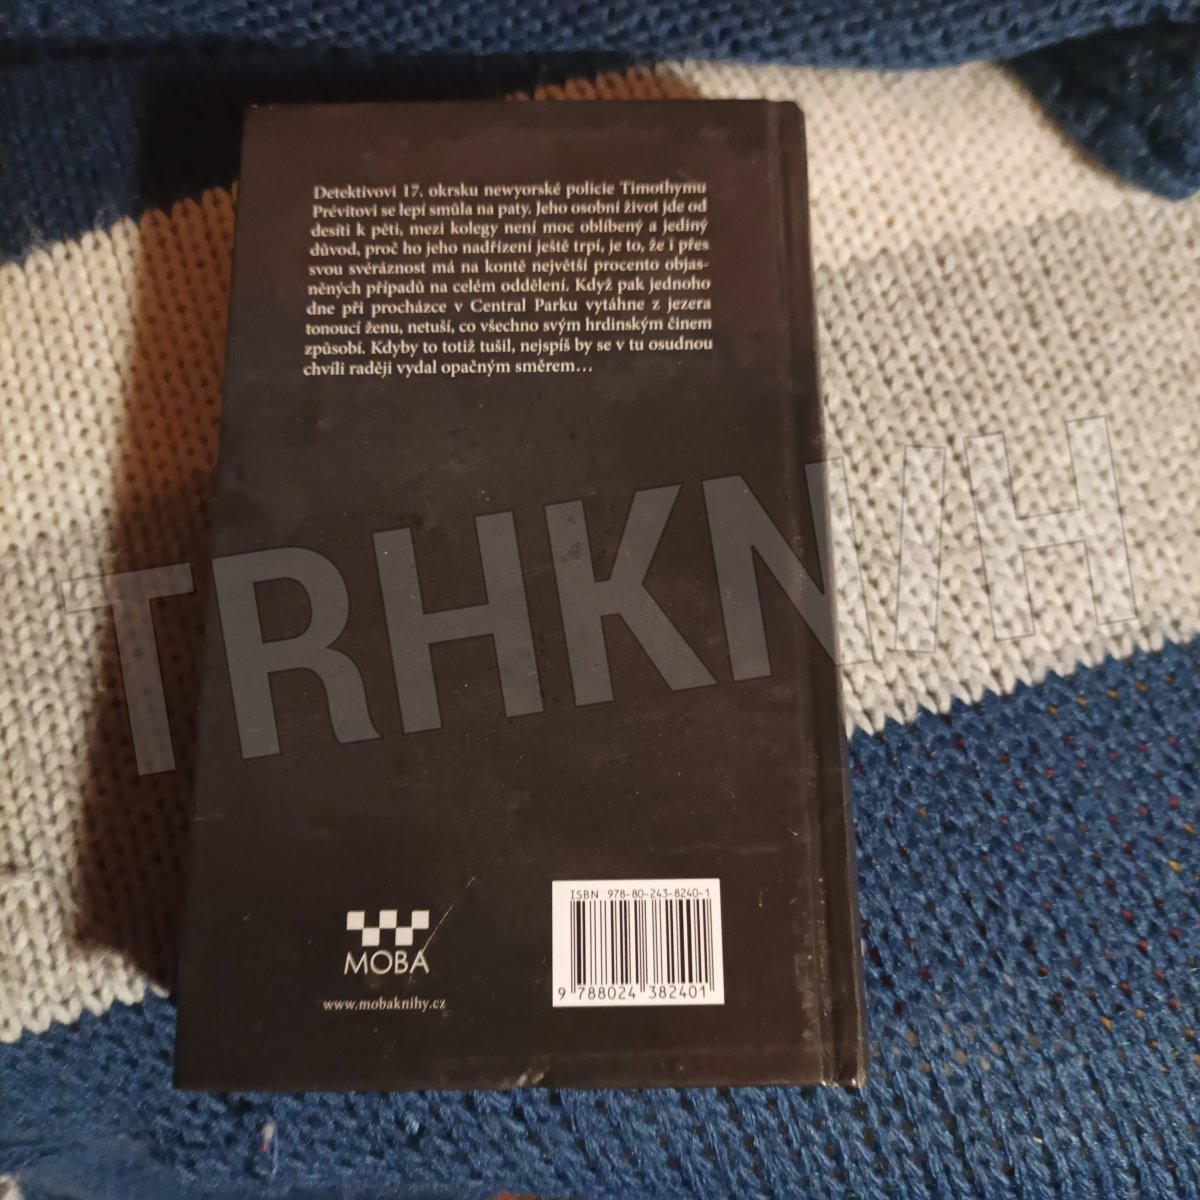 Detektivovi 17. okrsku newyorské policie Timothymu
Prévitovi se lepí smůla na paty. Jeho osobní život jde od
desíti k pěti, mezi kolegy není moc oblíbený a jediný
důvod, proč ho jeho nadřízení ještě trpí, je to, že i přes
svou svéráznost má na kontě největší procento objas-
něných případů na celém oddělení. Když pak jednoho
dne při procházce v Central Parku vytáhne z jezera
tonoucí ženu, netuší, co všechno svým hrdinským činem
způsobí. Kdyby to totiž tušil, nejspíš by se v tu osudnou
chvíli raději vydal opačným směrem…
TRHKNIH
ISBN 978-80-243-8240-1
9 788024 382401
MOBA
www.mobaknihy.cz